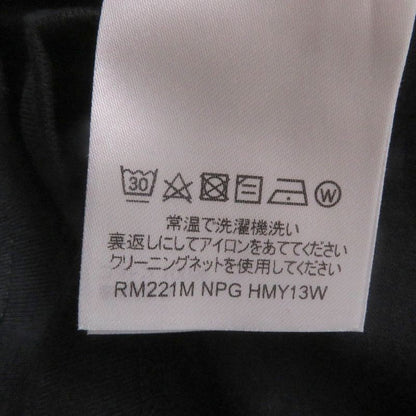 30 W
常温で洗濯機洗い
裏返しにしてアイロンをあててください
クリーニングネットを使用してください
RM221M NPG HMY13W